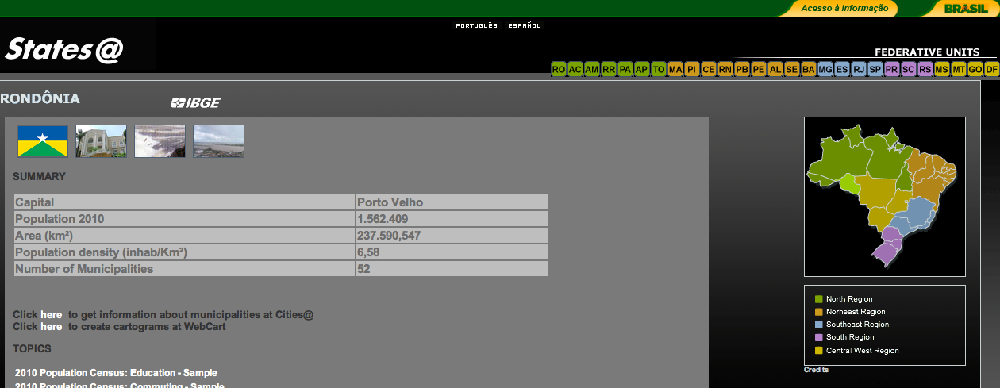 Acesso à Informação
BRASIL
PORTUGUÊS ESPAÑOL
States@
FEDERATIVE UNITS
RO AC AM RR PA AP TO MA PI CE RN PB PE AL SE BA MG ES RJ SP PR SC RS MS MT GO DF
RONDÔNIA
IBGE
SUMMARY
Capital Porto Velho
Population 2010 1.562.409
Area (km²) 237.590,547
Population density (inhab/Km²) 6,58
Number of Municipalities 52
Click here to get information about municipalities at Cities@
Click here to create cartograms at WebCart
TOPICS
2010 Population Census: Education - Sample
2010 Population Census: Commuting - Sample
North Region
Norheast Region
Southeast Region
South Region
Central West Region
Credits